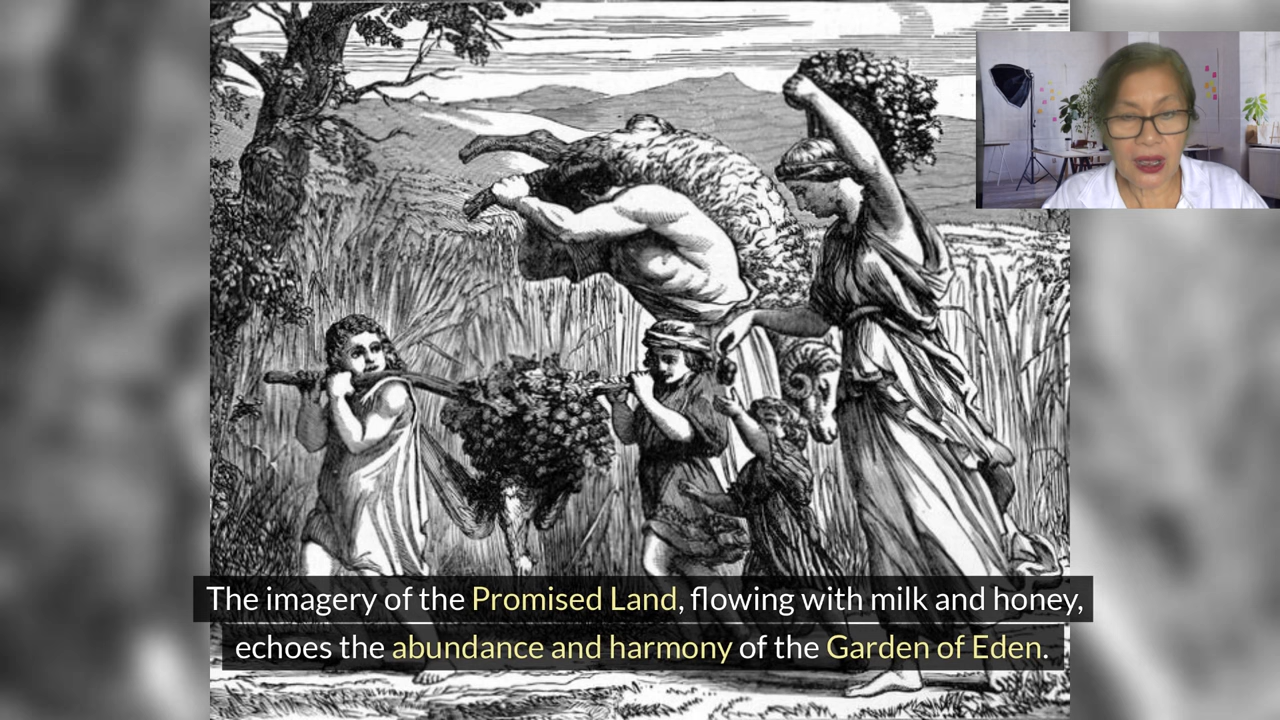 The imagery of the Promised Land, flowing with milk and honey,
echoes the abundance and harmony of the Garden of Eden.